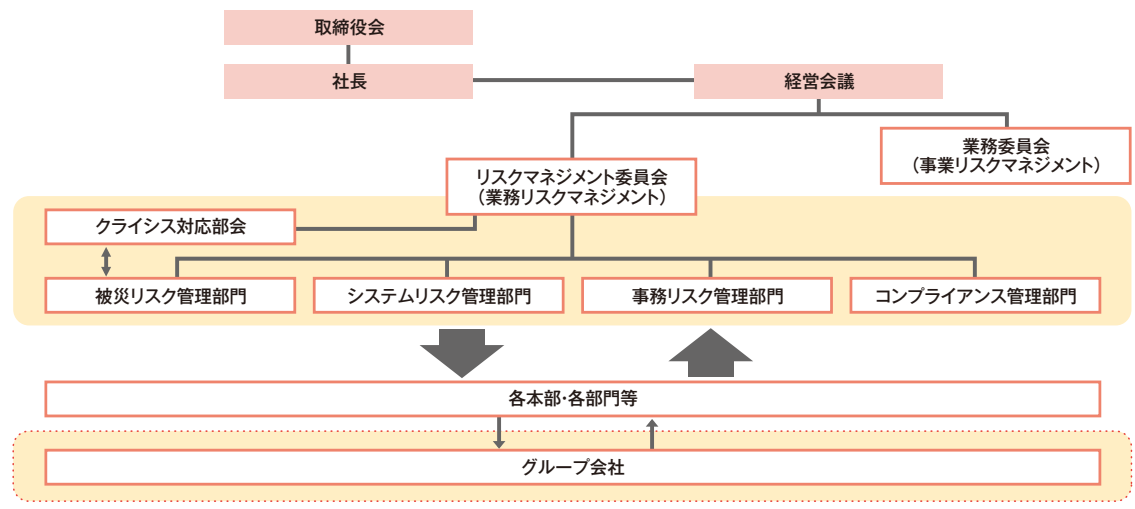 取締役会
社長
経営会議
業務委員会
（事業リスクマネジメント）
リスクマネジメント委員会
（業務リスクマネジメント）
クライシス対応部会
被災リスク管理部門
システムリスク管理部門
事務リスク管理部門
コンプライアンス管理部門
各本部・各部門等
グループ会社